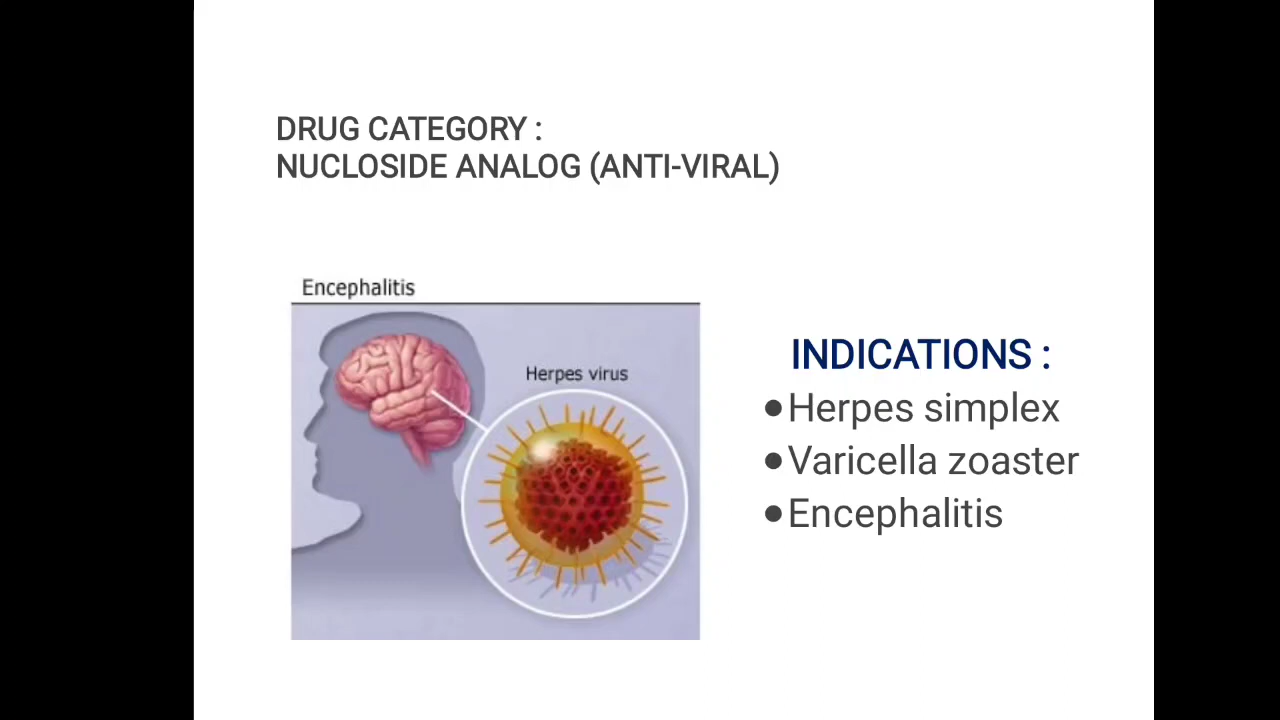 DRUG CATEGORY :
NUCLOSIDE ANALOG (ANTI-VIRAL)
Encephalitis
Herpes virus
INDICATIONS :
●Herpes simplex
●Varicella zoaster
●Encephalitis